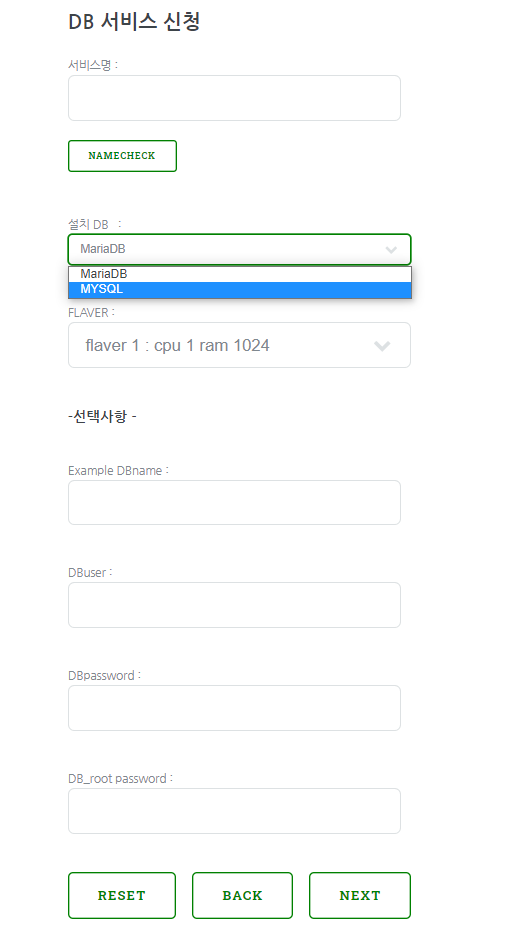 DB 서비스 신청
서비스명 :
NAMECHECK
설치 DB :
MariaDB
MariaDB
MYSQL
FLAVER :
flaver 1 : cpu 1 ram 1024
-선택사항 -
Example DBname :
DBuser :
DBpassword :
DB_root password :
RESET BACK NEXT